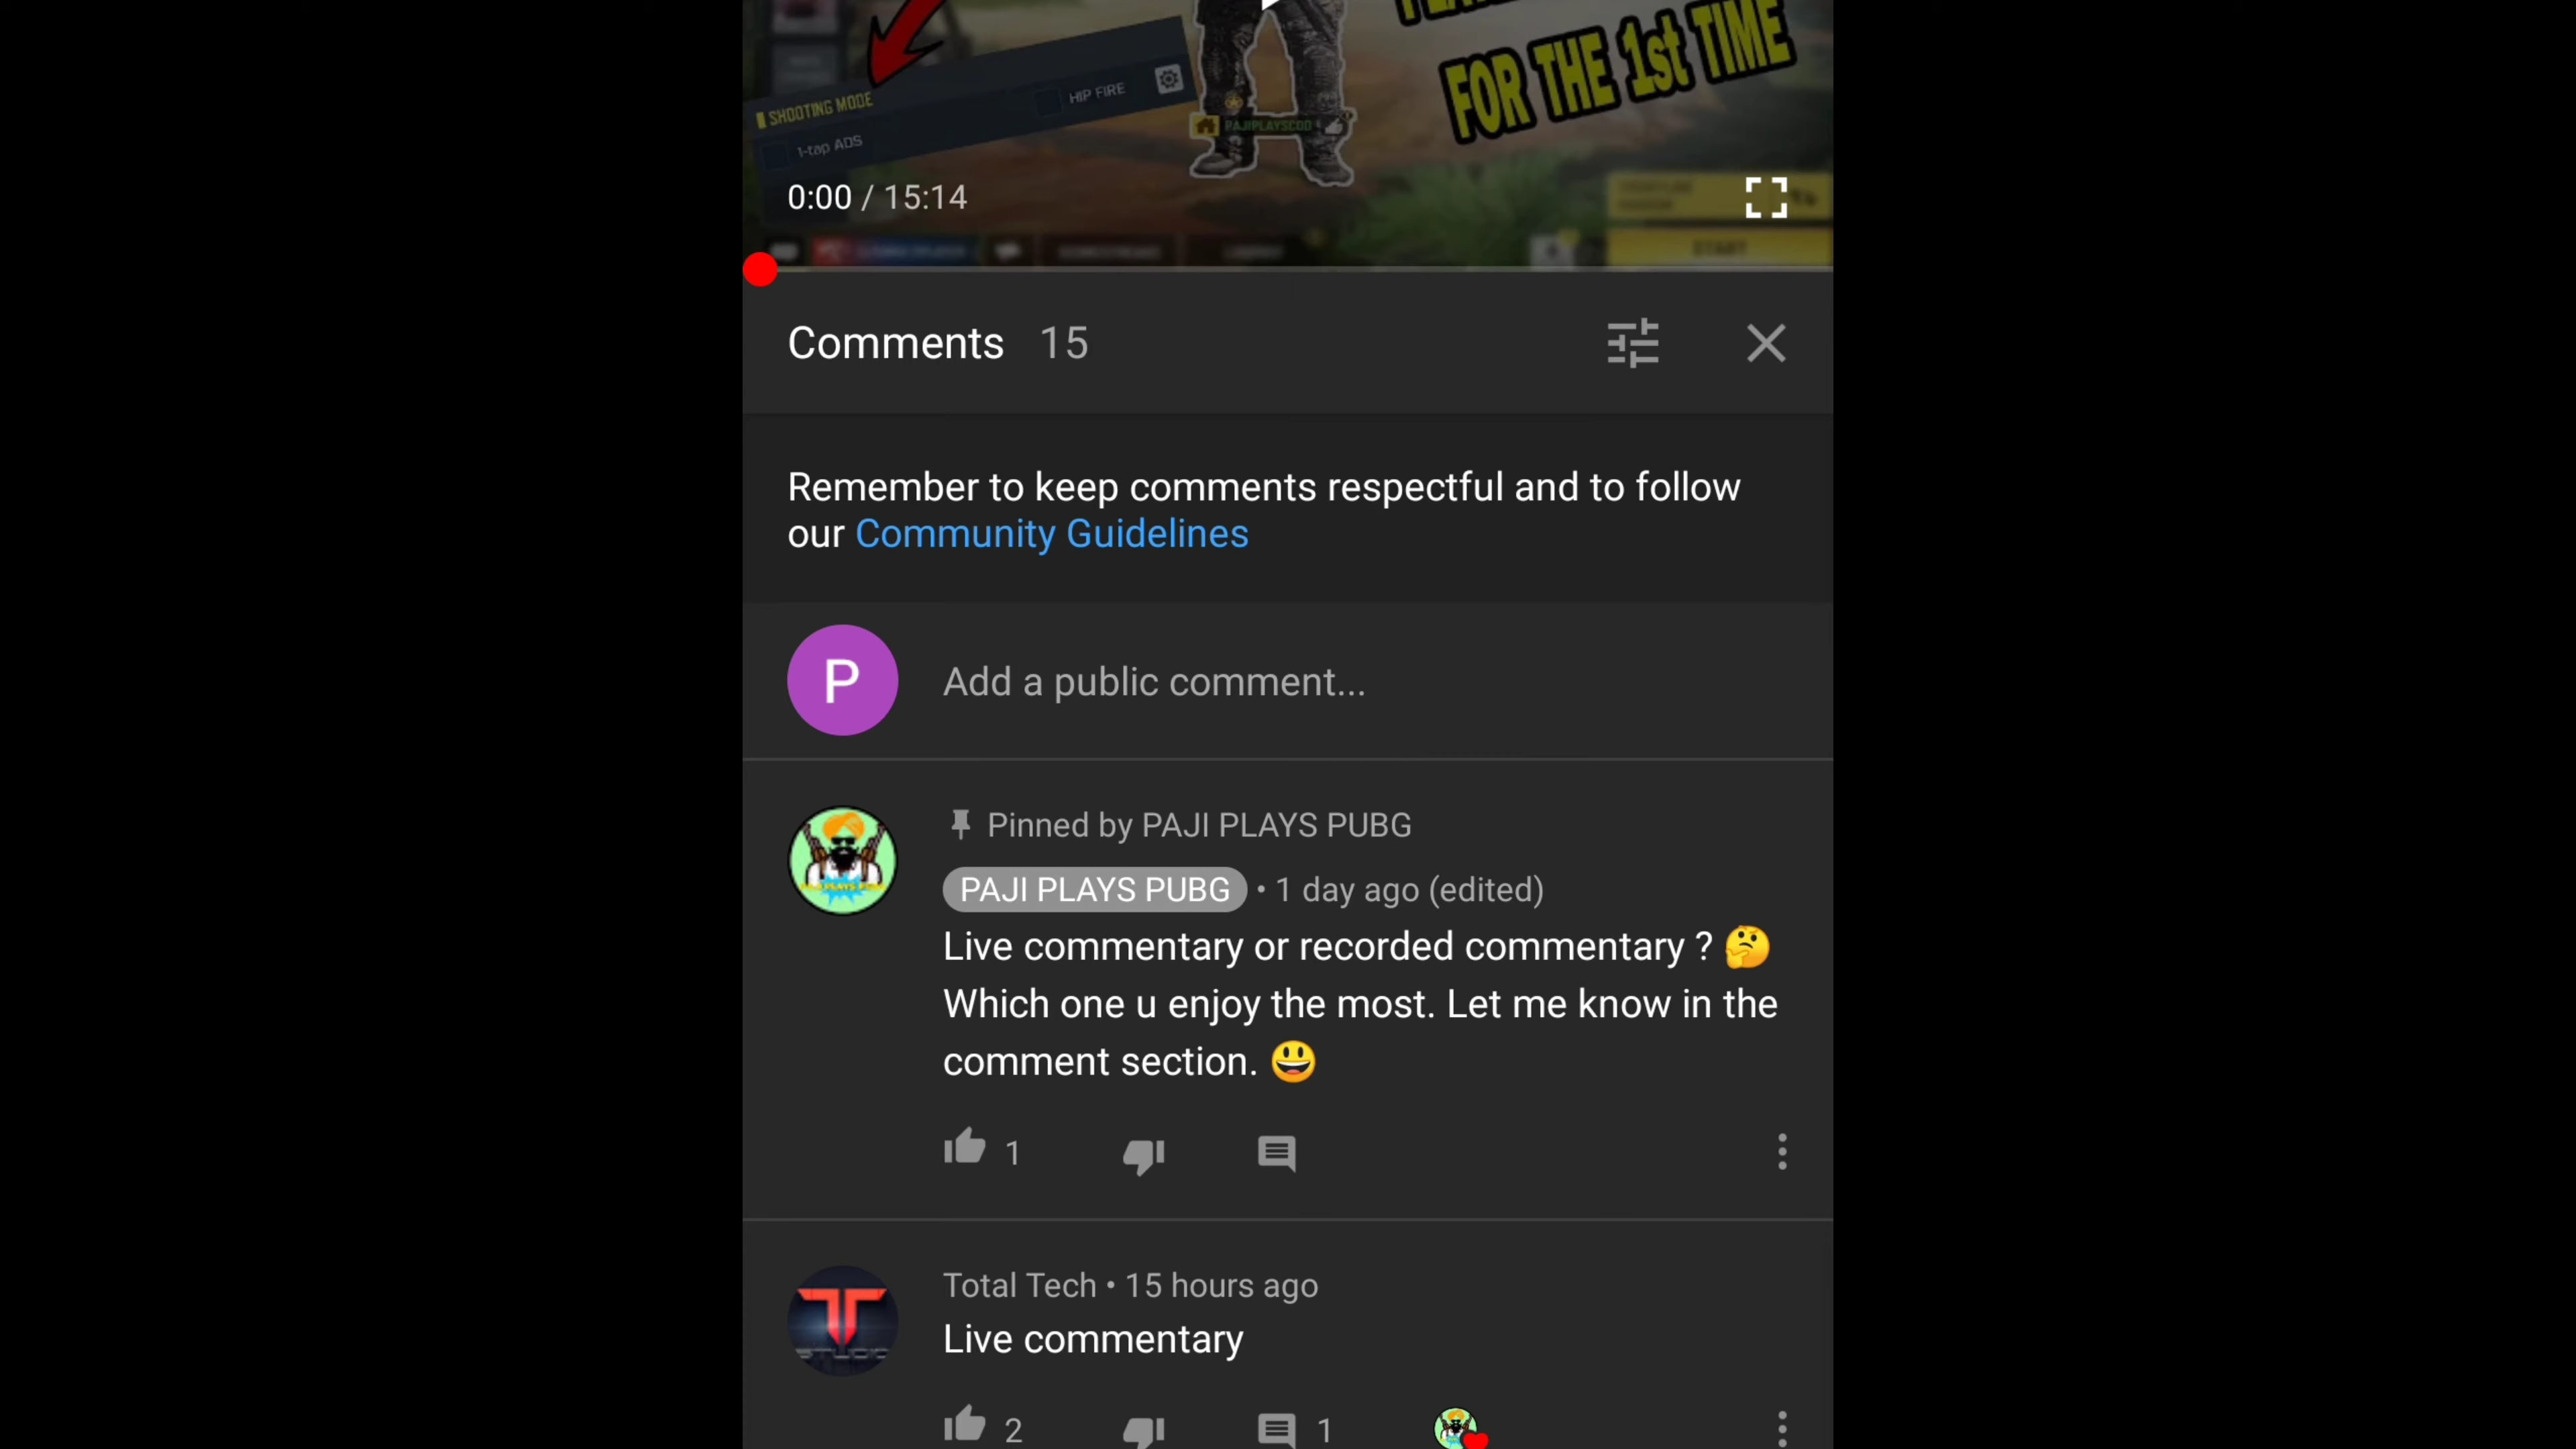 FOR THE 1st TIME
SHOOTING MODE
HIP FIRE
1-tap ADS
PAJIPLAYSCOD
0:00 / 15:14
START
Comments 15
Remember to keep comments respectful and to follow
our Community Guidelines
P
Add a public comment...
Pinned by PAJI PLAYS PUBG
PAJI PLAYS PUBG • 1 day ago (edited)
Live commentary or recorded commentary ? 🤔
Which one u enjoy the most. Let me know in the
comment section. 😃
1
Total Tech • 15 hours ago
Live commentary
2 1